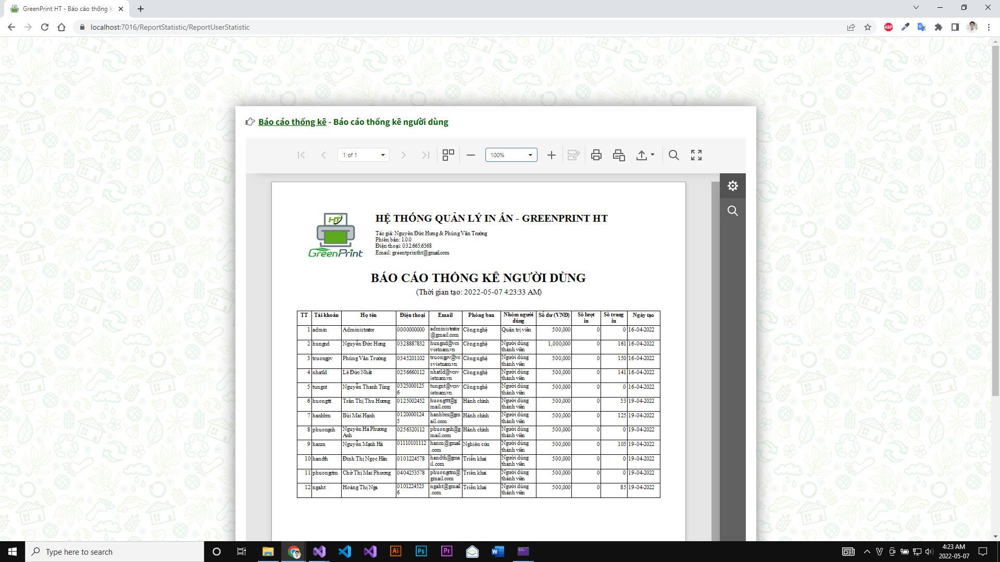 GreenPrint HT - Báo cáo thống kê
localhost:7016/ReportStatistic/ReportUserStatistic
ABP
Báo cáo thống kê - Báo cáo thống kê người dùng
1 of 1
100%
HT
GreenPrint
HỆ THỐNG QUẢN LÝ IN ẤN - GREENPRINT HT
Tác giả: Nguyễn Đức Hưng & Phùng Văn Trường
Phiên bản: 1.0.0
Điện thoại: 032.665.6568
Email: greentprintht@gmail.com
BÁO CÁO THỐNG KÊ NGƯỜI DÙNG
(Thời gian tạo: 2022-05-07 4:23:33 AM)
TT Tài khoản Họ tên Điện thoại Email Phòng ban Nhóm người dùng Số dư (VNĐ) Số lượt in Số trang in Ngày tạo
1 admin Administrator 0000000000 administrator@gmail.com Công nghệ Quản trị viên 500,000 0 0 16-04-2022
2 hungnd Nguyễn Đức Hưng 0328887832 hungnd@vcsvietnam.vn Công nghệ Người dùng thành viên 1,000,000 0 161 16-04-2022
3 truongpv Phùng Văn Trường 0345201102 truongpv@vcsvietnam.vn Công nghệ Người dùng thành viên 500,000 0 150 16-04-2022
4 nhatld Lê Đức Nhật 0256660112 nhatld@vcsvietnam.vn Công nghệ Người dùng thành viên 500,000 0 141 16-04-2022
5 tungnt Nguyễn Thanh Tùng 03250001256 tungnt@vcsvietnam.vn Công nghệ Người dùng thành viên 500,000 0 0 16-04-2022
6 huongttt Trần Thị Thu Hương 0125002452 huongttt@gmail.com Hành chính Người dùng thành viên 500,000 0 53 19-04-2022
7 hanhbm Bùi Mai Hạnh 01200001245 hanhbm@gmail.com Hành chính Người dùng thành viên 500,000 0 125 19-04-2022
8 phuongnh Nguyễn Hà Phương Anh 0256320112 phuongnh@gmail.com Hành chính Người dùng thành viên 500,000 0 0 19-04-2022
9 hanm Nguyễn Mạnh Hà 01110101112 hanm@gmail.com Nghiên cứu Người dùng thành viên 500,000 0 105 19-04-2022
10 handth Đinh Thị Ngọc Hân 0101224578 handth@gmail.com Triển khai Người dùng thành viên 500,000 0 0 19-04-2022
11 phuongctm Chử Thị Mai Phương 0404253578 phuongctm@gmail.com Triển khai Người dùng thành viên 500,000 0 0 19-04-2022
12 ngaht Hoàng Thị Nga 01012245236 ngaht@gmail.com Triển khai Người dùng thành viên 500,000 0 85 19-04-2022
Type here to search
Ai
Ps
Pr
W
V
4:23 AM
2022-05-07